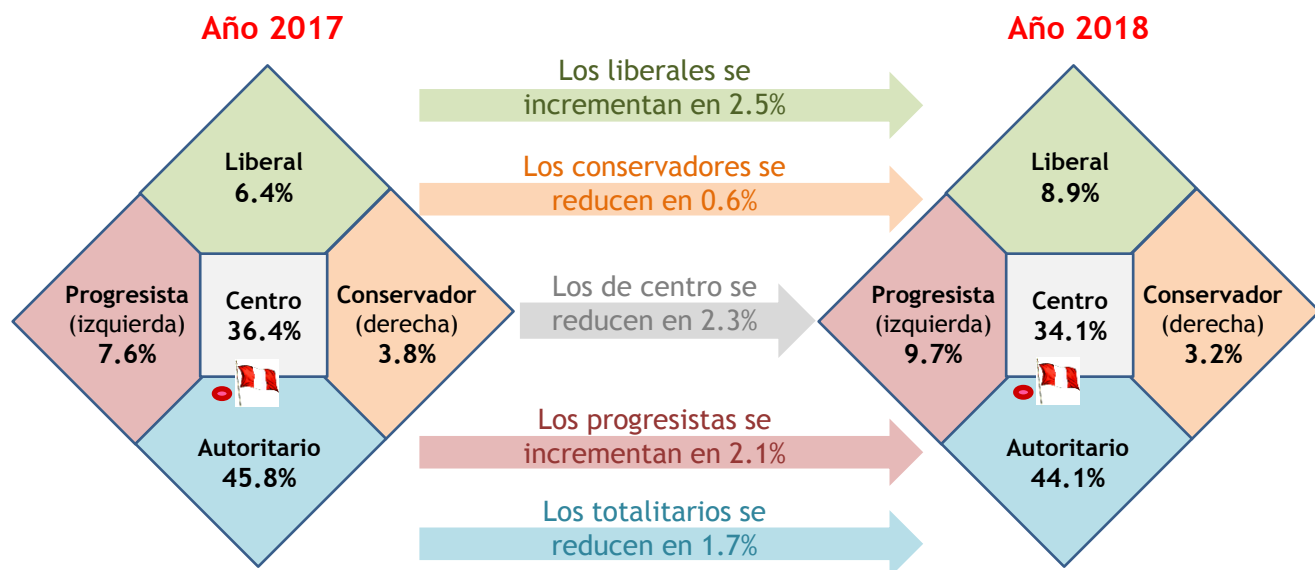 Año 2017
Año 2018
Los liberales se
incrementan en 2.5%
Los conservadores se
reducen en 0.6%
Los de centro se
reducen en 2.3%
Los progresistas se
incrementan en 2.1%
Los totalitarios se
reducen en 1.7%
Liberal
6.4%
Progresista
(izquierda)
7.6%
Centro
36.4%
Conservador
(derecha)
3.8%
Autoritario
45.8%
Liberal
8.9%
Progresista
(izquierda)
9.7%
Centro
34.1%
Conservador
(derecha)
3.2%
Autoritario
44.1%